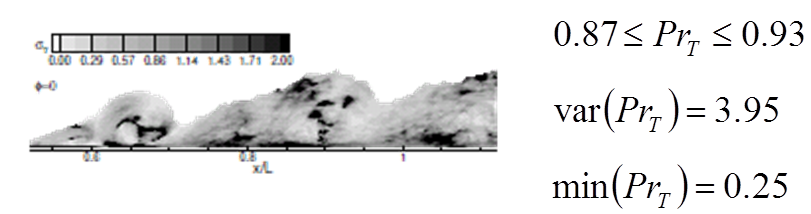 σT
0.00 0.29 0.57 0.86 1.14 1.43 1.71 2.00
ϕ=0
0.6 0.8 1
x/L
0.87 ≤ PrT ≤ 0.93
var(PrT) = 3.95
min(PrT) = 0.25